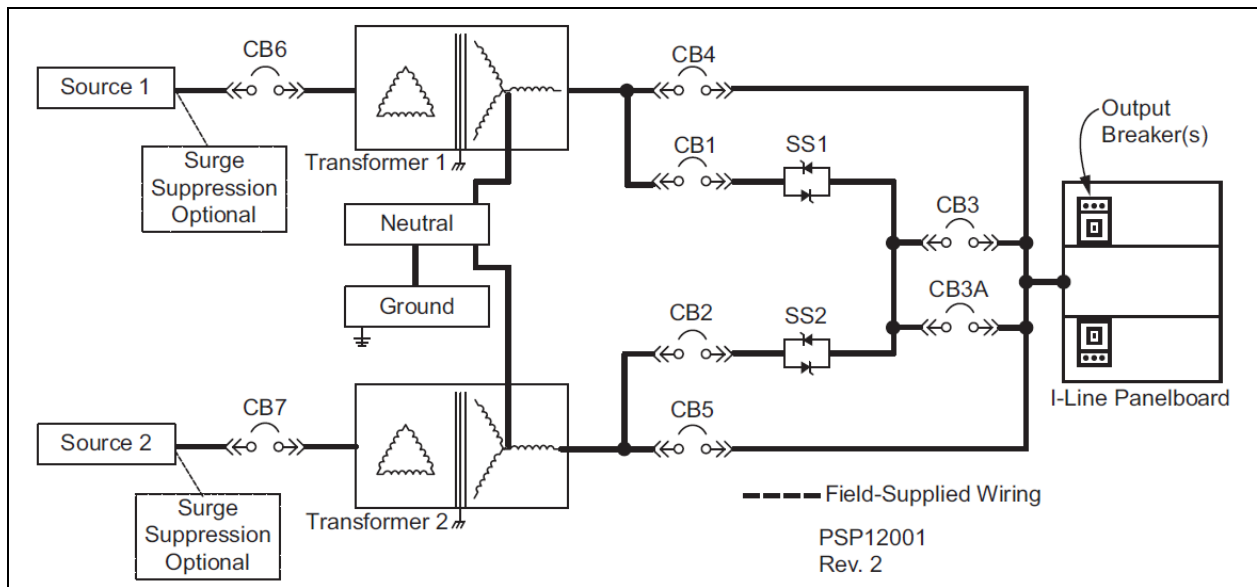 CB6
CB4
Source 1
Output
Breaker(s)
Surge
Suppression
Optional
Transformer 1
CB1
SS1
Neutral
CB3
Ground
CB3A
CB2
SS2
CB7
CB5
I-Line Panelboard
Source 2
Surge
Suppression
Optional
Transformer 2
Field-Supplied Wiring
PSP12001
Rev. 2